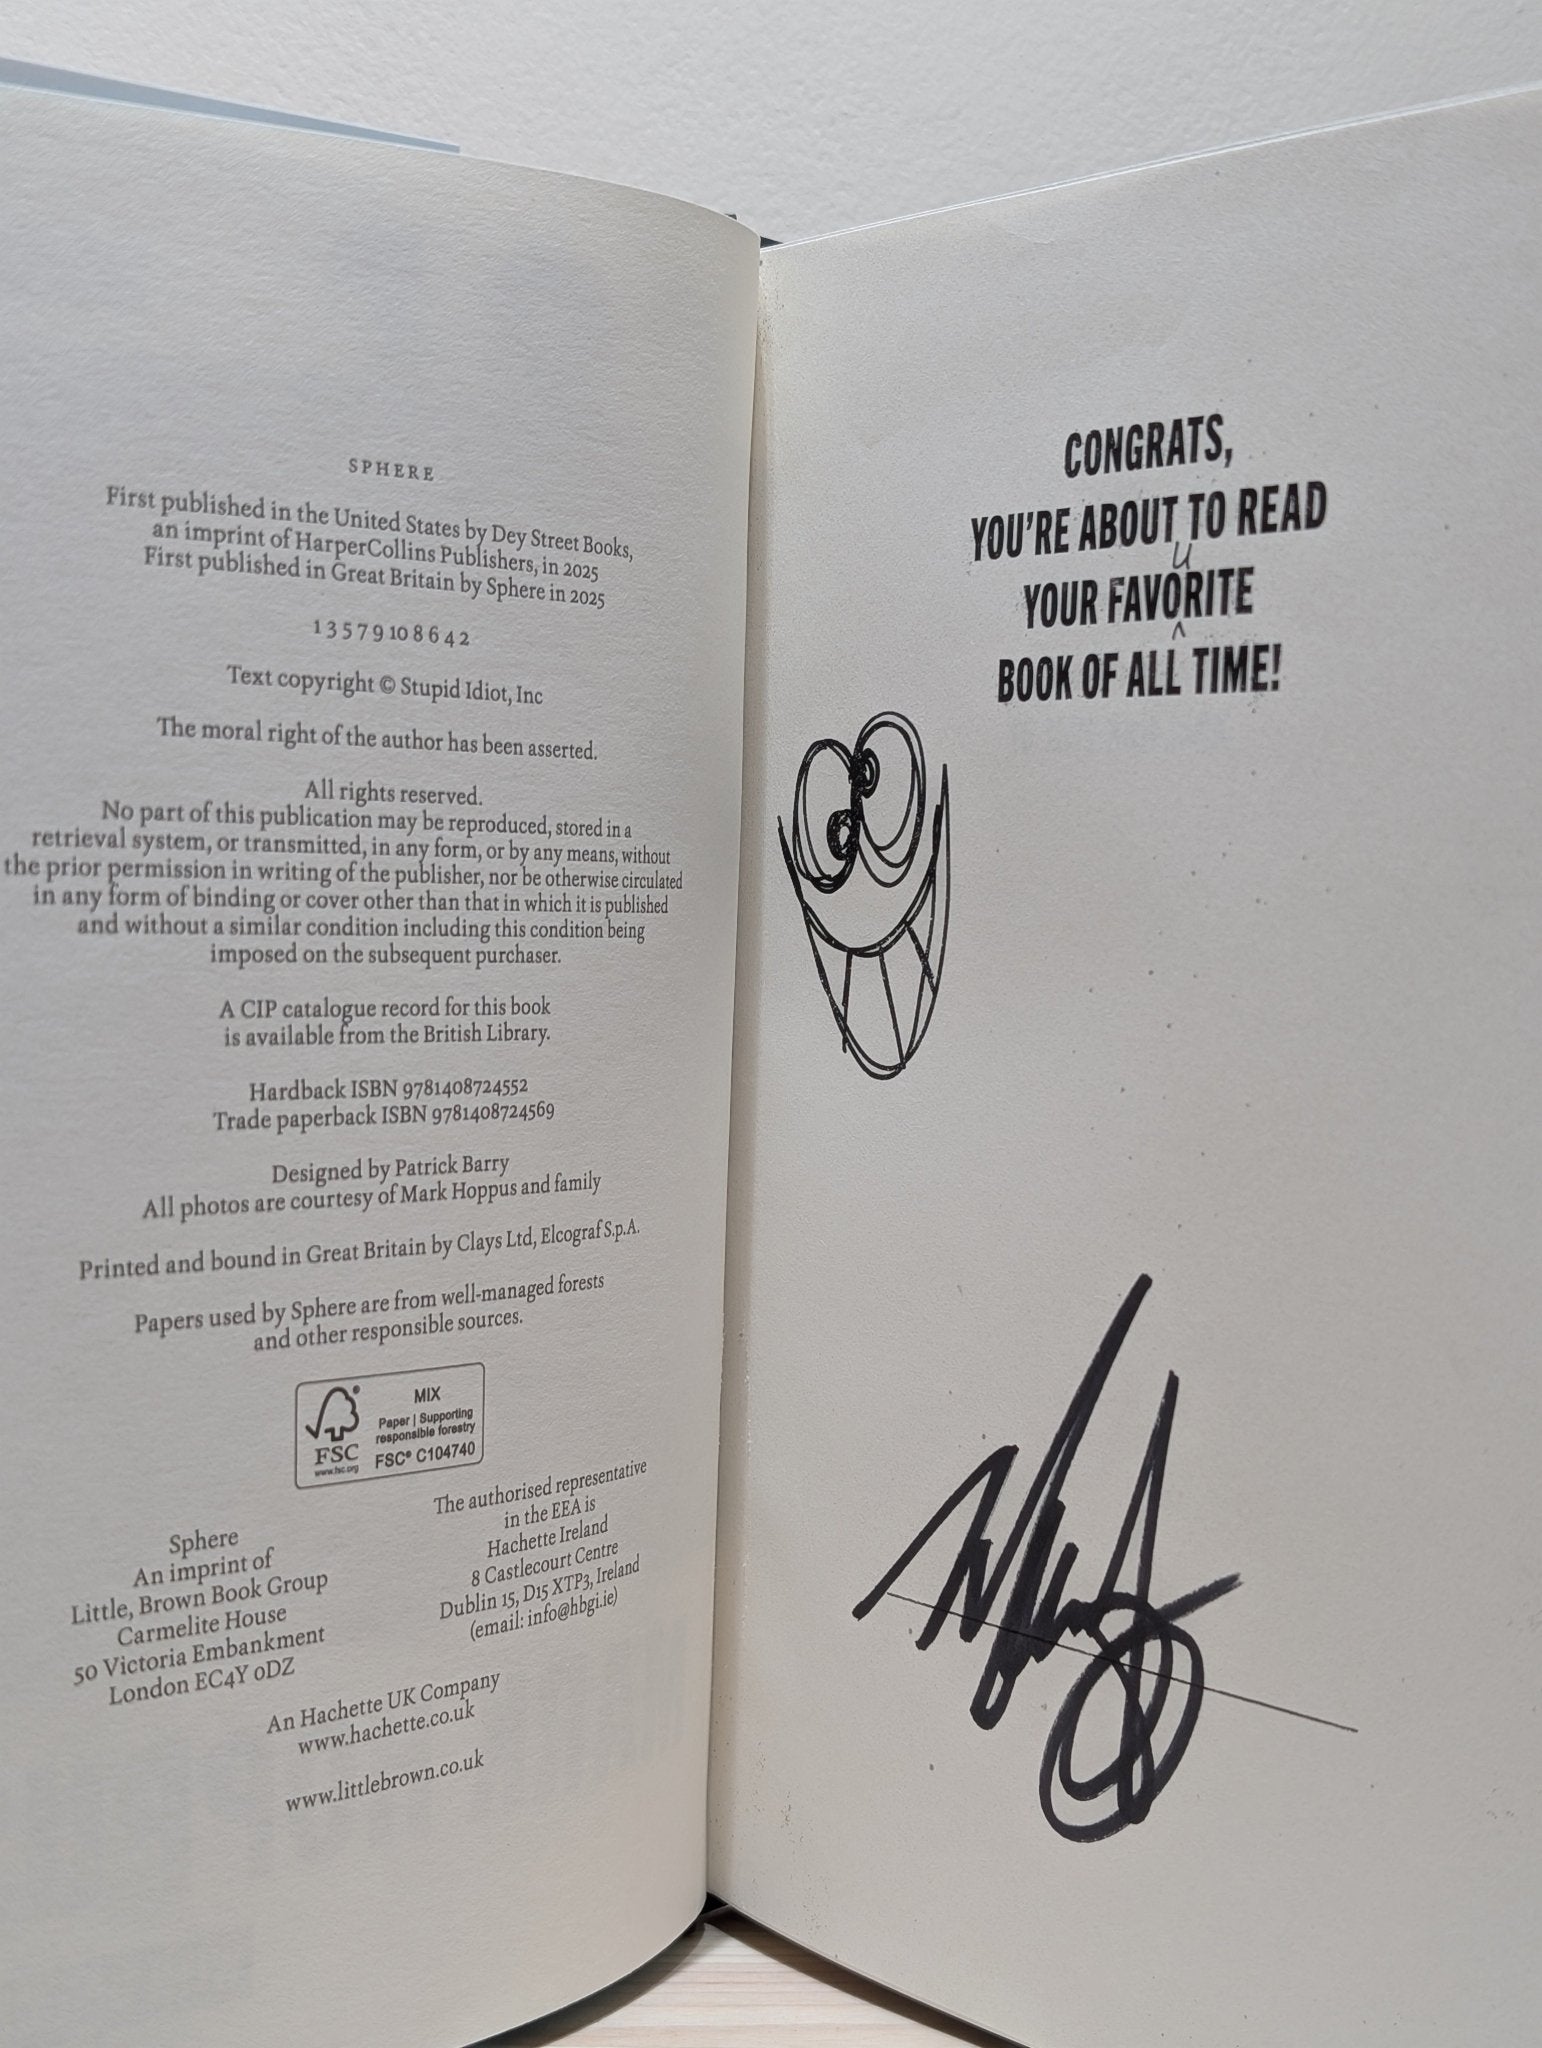 SPHERE
First published in the United States by Dey Street Books,
an imprint of HarperCollins Publishers, in 2025
First published in Great Britain by Sphere in 2025
1 3 5 7 9 10 8 6 4 2
Text copyright © Stupid Idiot, Inc
The moral right of the author has been asserted.
All rights reserved.
No part of this publication may be reproduced, stored in a
retrieval system, or transmitted, in any form, or by any means, without
the prior permission in writing of the publisher, nor be otherwise circulated
in any form of binding or cover other than that in which it is published
and without a similar condition including this condition being
imposed on the subsequent purchaser.
A CIP catalogue record for this book
is available from the British Library.
Hardback ISBN 9781408724552
Trade paperback ISBN 9781408724569
Designed by Patrick Barry
All photos are courtesy of Mark Hoppus and family
Printed and bound in Great Britain by Clays Ltd, Elcograf S.p.A.
Papers used by Sphere are from well-managed forests
and other responsible sources.
FSC
www.fsc.org
MIX
Paper | Supporting
responsible forestry
FSC® C104740
Sphere
An imprint of
Little, Brown Book Group
Carmelite House
50 Victoria Embankment
London EC4Y 0DZ
The authorised representative
in the EEA is
Hachette Ireland
8 Castlecourt Centre
Dublin 15, D15 XTP3, Ireland
(email: info@hbgi.ie)
An Hachette UK Company
www.hachette.co.uk
www.littlebrown.co.uk
CONGRATS,
YOU'RE ABOUT TO READ
u
YOUR FAVORITE
^
BOOK OF ALL TIME!